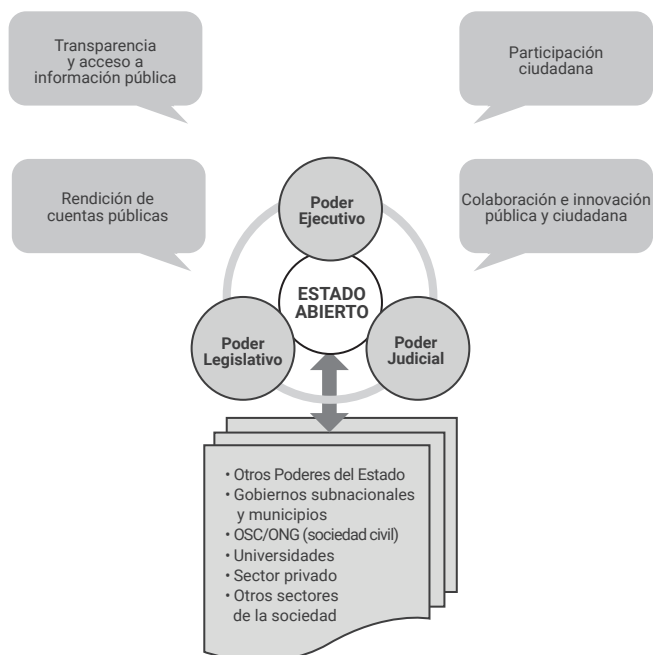 Transparencia
y acceso a
información pública
Participación
ciudadana
Rendición de
cuentas públicas
Colaboración e innovación
pública y ciudadana
Poder
Ejecutivo
ESTADO
ABIERTO
Poder
Legislativo
Poder
Judicial
• Otros Poderes del Estado
• Gobiernos subnacionales
y municipios
• OSC/ONG (sociedad civil)
• Universidades
• Sector privado
• Otros sectores
de la sociedad